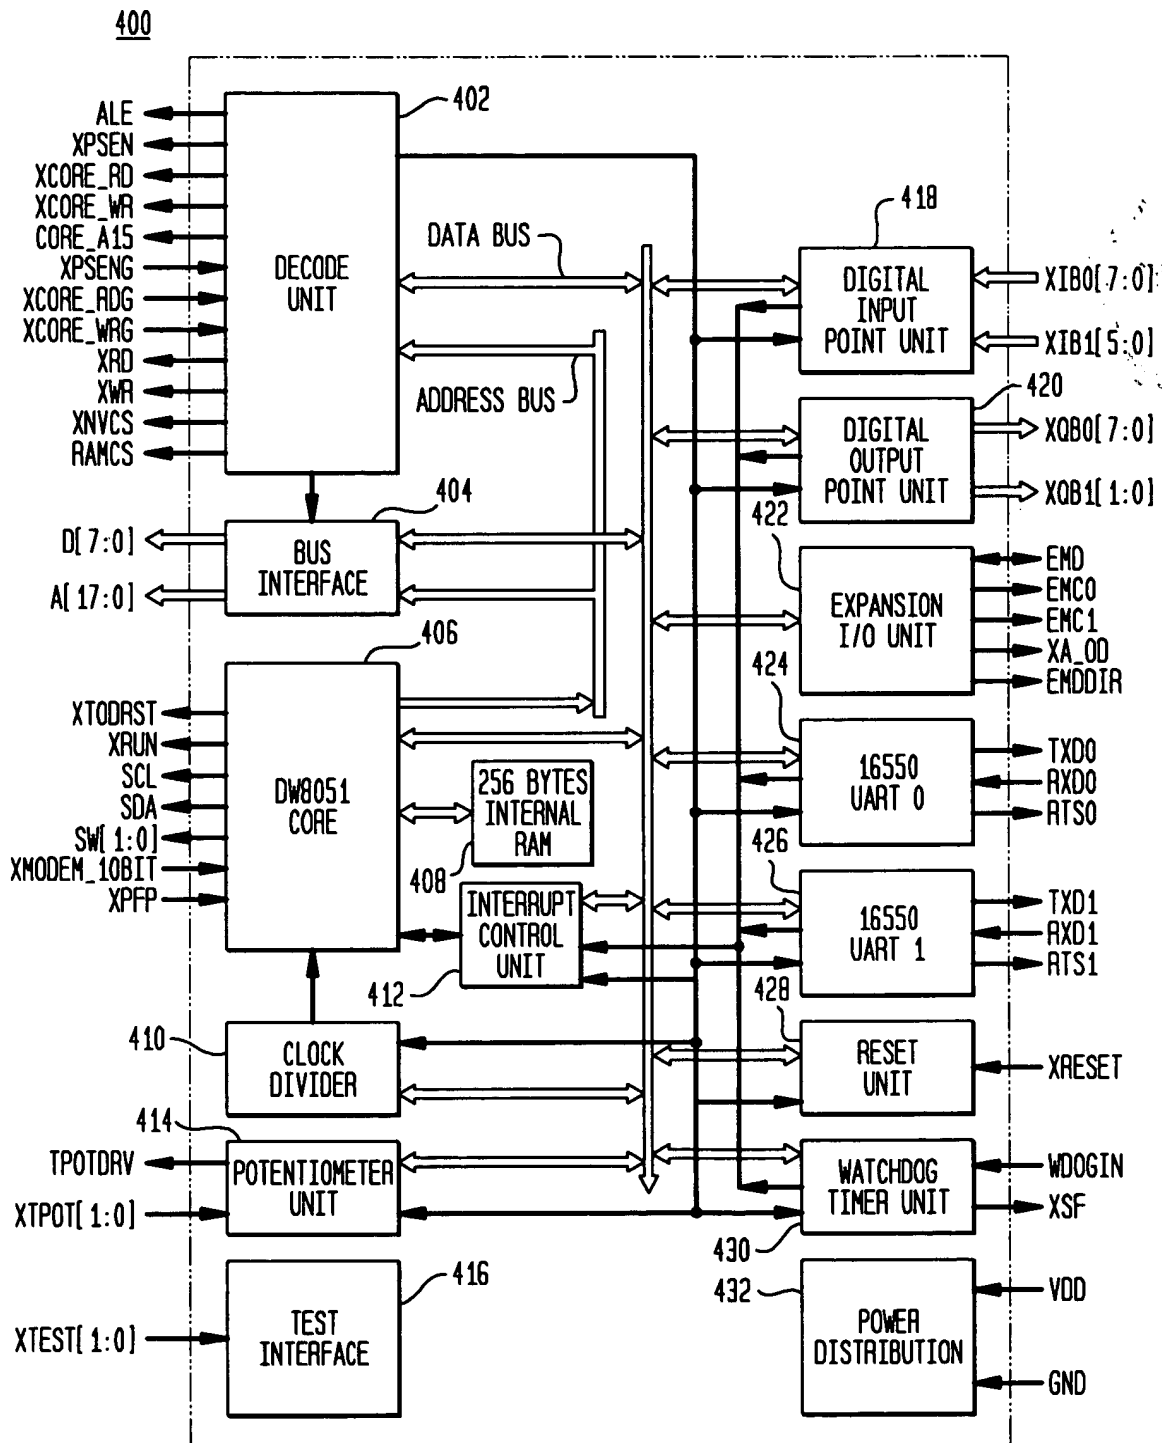 400
402
ALE
XPSEN
XCORE_RD
XCORE_WR
CORE_A15
XPSENG
XCORE_RDG
XCORE_WRG
XRD
XWR
XNVCS
RAMCS
DECODE
UNIT
DATA BUS
ADDRESS BUS
418
DIGITAL
INPUT
POINT UNIT
XIB0[7:0]
XIB1[5:0]
420
DIGITAL
OUTPUT
POINT UNIT
XQB0[7:0]
XQB1[1:0]
404
D[7:0]
A[17:0]
BUS
INTERFACE
422
EXPANSION
I/O UNIT
EMD
EMC0
EMC1
XA_OD
EMDDIR
406
XTODRST
XRUN
SCL
SDA
SW[1:0]
XMODEM_10BIT
XPFP
DW8051
CORE
256 BYTES
INTERNAL
RAM
408
424
16550
UART 0
TXD0
RXD0
RTS0
INTERRUPT
CONTROL
UNIT
412
426
16550
UART 1
TXD1
RXD1
RTS1
410
CLOCK
DIVIDER
428
RESET
UNIT
XRESET
414
TPOTDRV
XTPOT[1:0]
POTENTIOMETER
UNIT
WATCHDOG
TIMER UNIT
430
WDOGIN
XSF
416
XTEST[1:0]
TEST
INTERFACE
432
POWER
DISTRIBUTION
VDD
GND